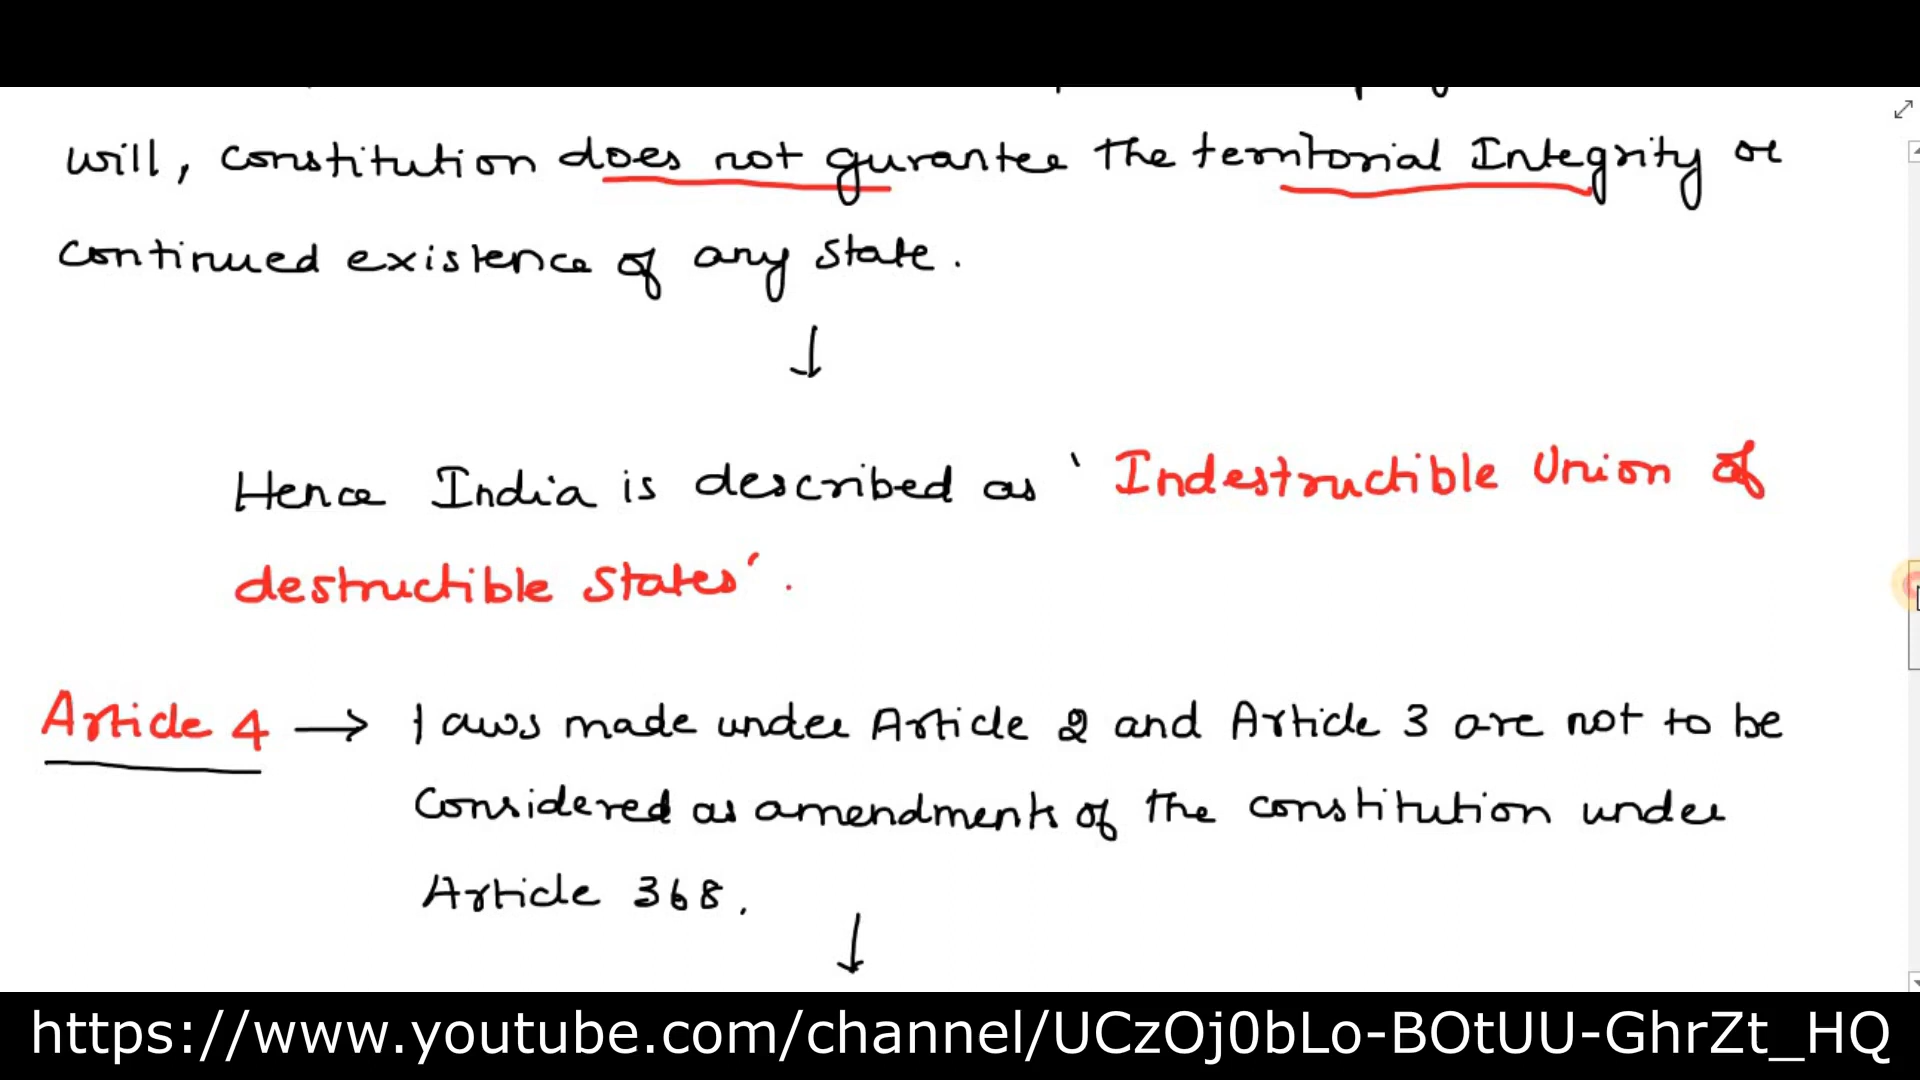 will, constitution does not gurantee the territorial Integrity or
continued existence of any state.
↓
Hence India is described as ‘Indestructible Union of
destructible states’.
Article 4 → Laws made under Article 2 and Article 3 are not to be
considered as amendments of the constitution under
Article 368.
↓
https://www.youtube.com/channel/UCzOj0bLo-BOtUU-GhrZt_HQ